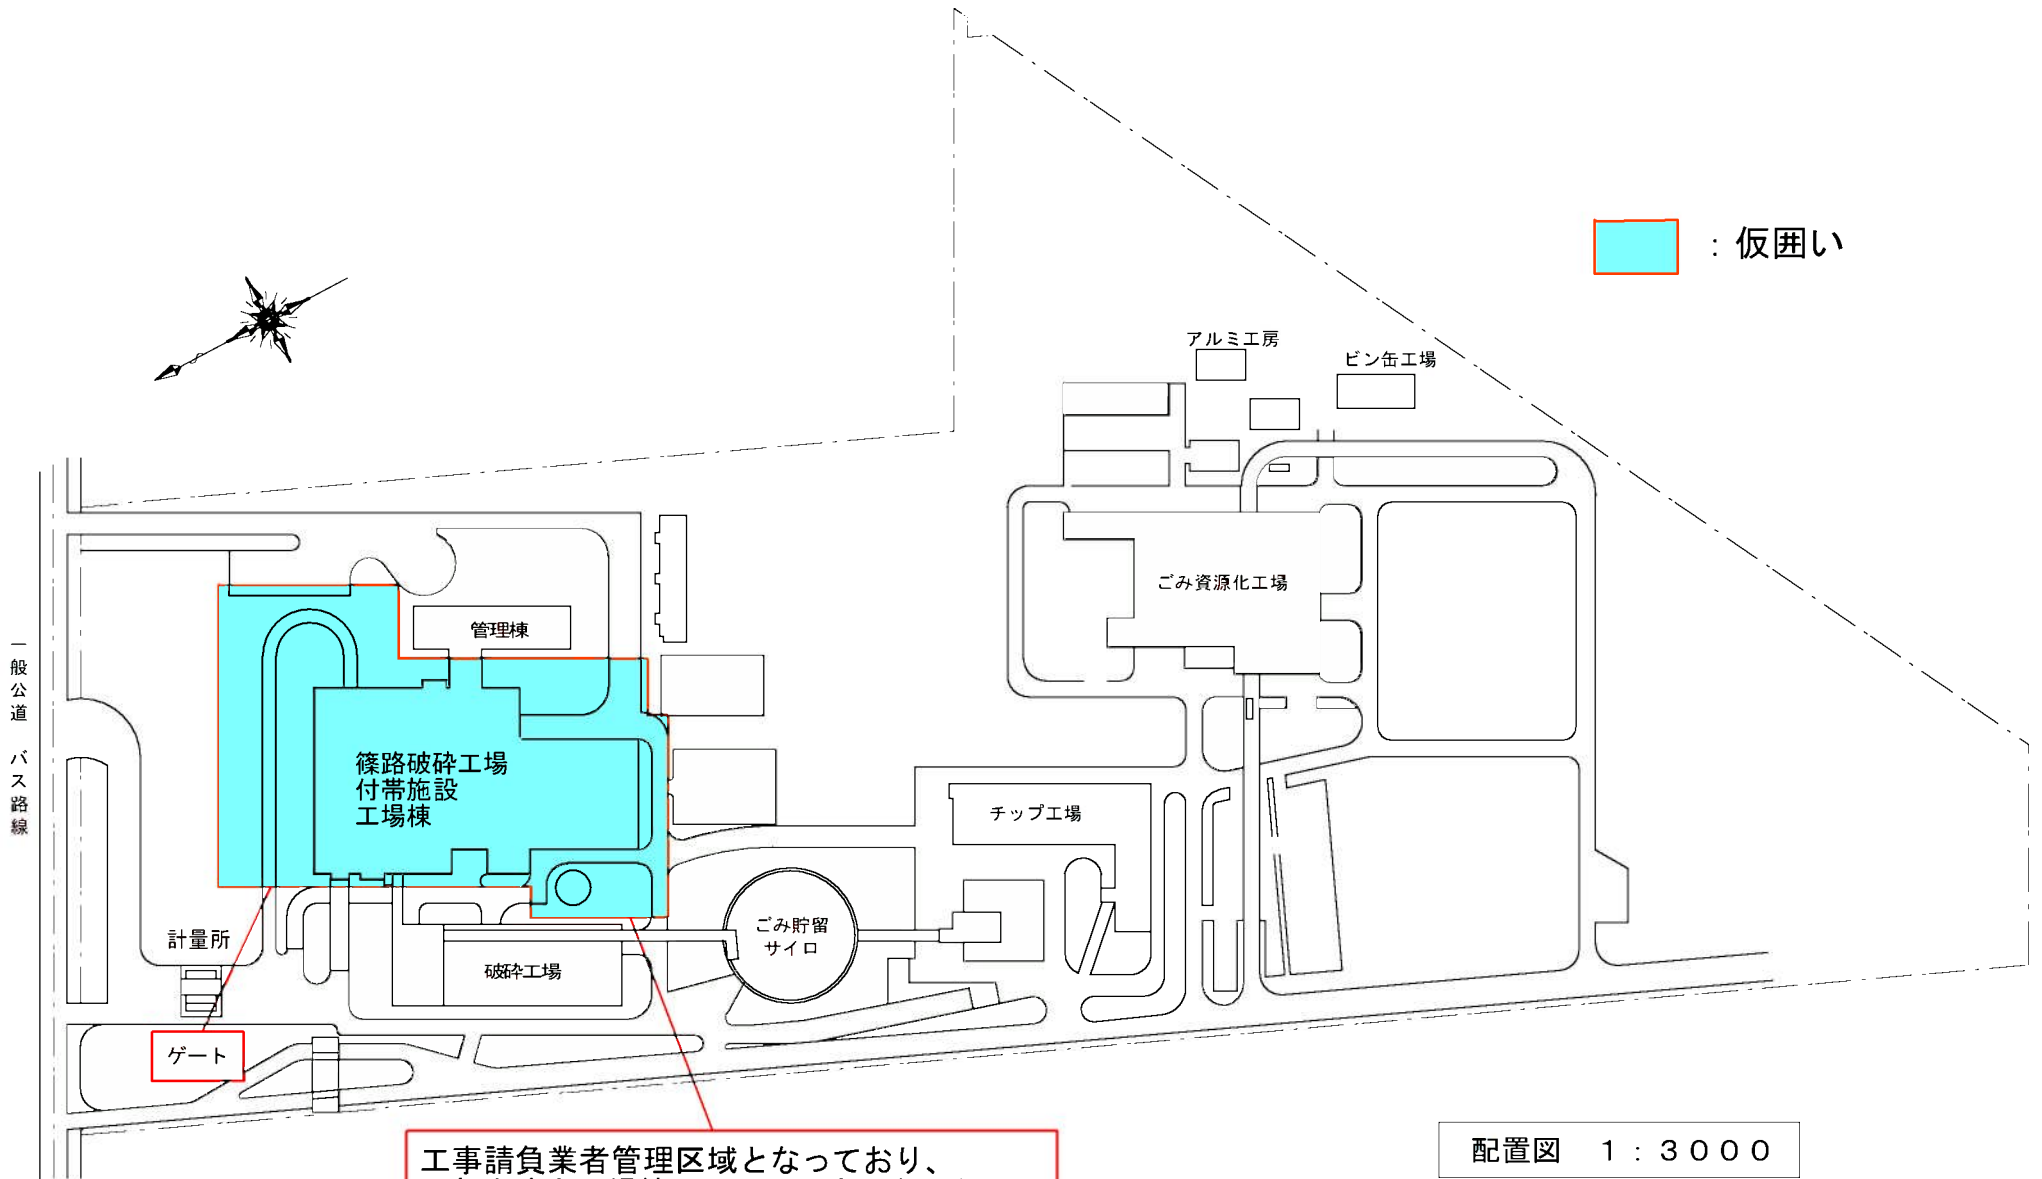 ：仮囲い
アルミ工房
ビン缶工場
ごみ資源化工場
管理棟
一般公道　バス路線
篠路破砕工場
付帯施設
工場棟
チップ工場
計量所
ごみ貯留
サイロ
破砕工場
ゲート
工事請負業者管理区域となっており、
配置図　１：３０００